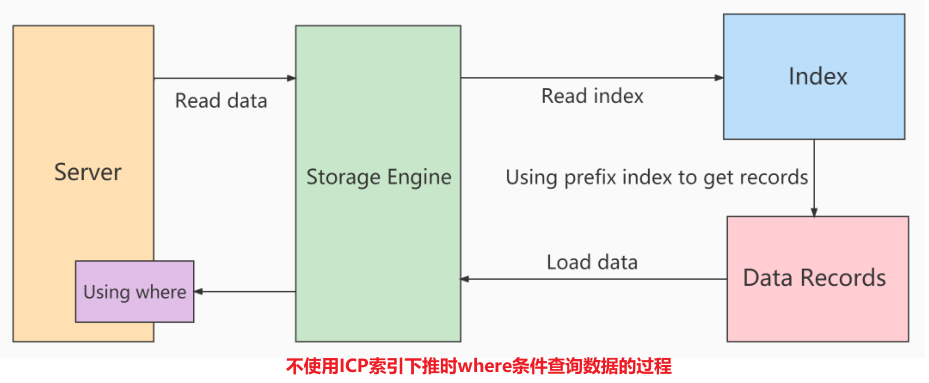 Server
Read data
Storage Engine
Read index
Index
Using prefix index to get records
Data Records
Load data
Using where
不使用ICP索引下推时where条件查询数据的过程